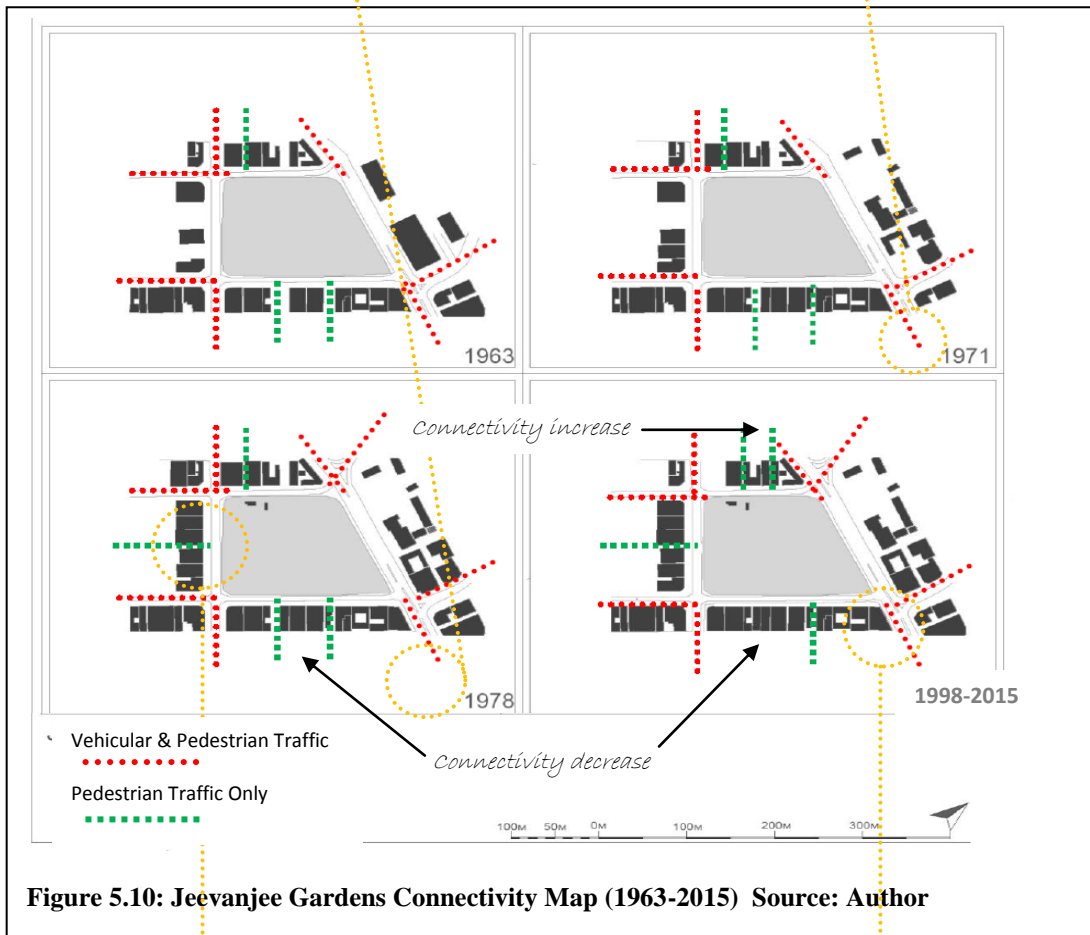 1963
1971
Connectivity increase
1978
1998-2015
Vehicular & Pedestrian Traffic
Connectivity decrease
Pedestrian Traffic Only
100M 50M 0M 100M 200M 300M
Figure 5.10: Jeevanjee Gardens Connectivity Map (1963-2015) Source: Author